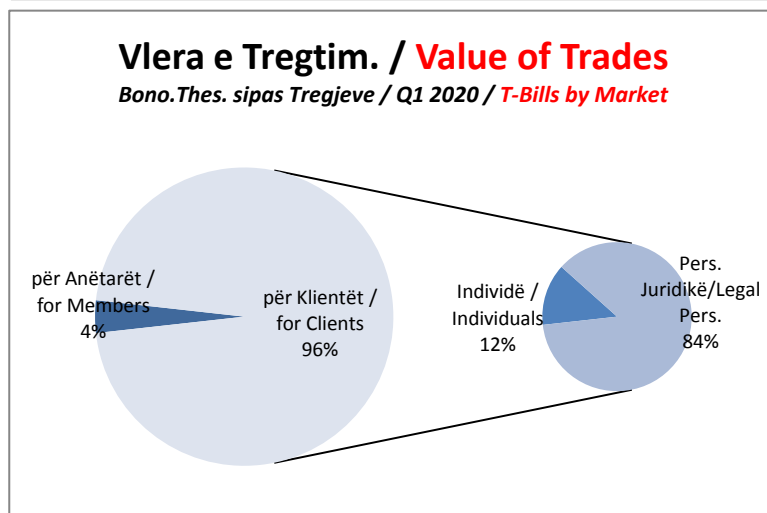 Vlera e Tregtim. / Value of Trades
Bono.Thes. sipas Tregjeve / Q1 2020 / T-Bills by Market
për Anëtarët /
for Members
4%
për Klientët /
for Clients
96%
Individë /
Individuals
12%
Pers.
Juridikë/Legal
Pers.
84%